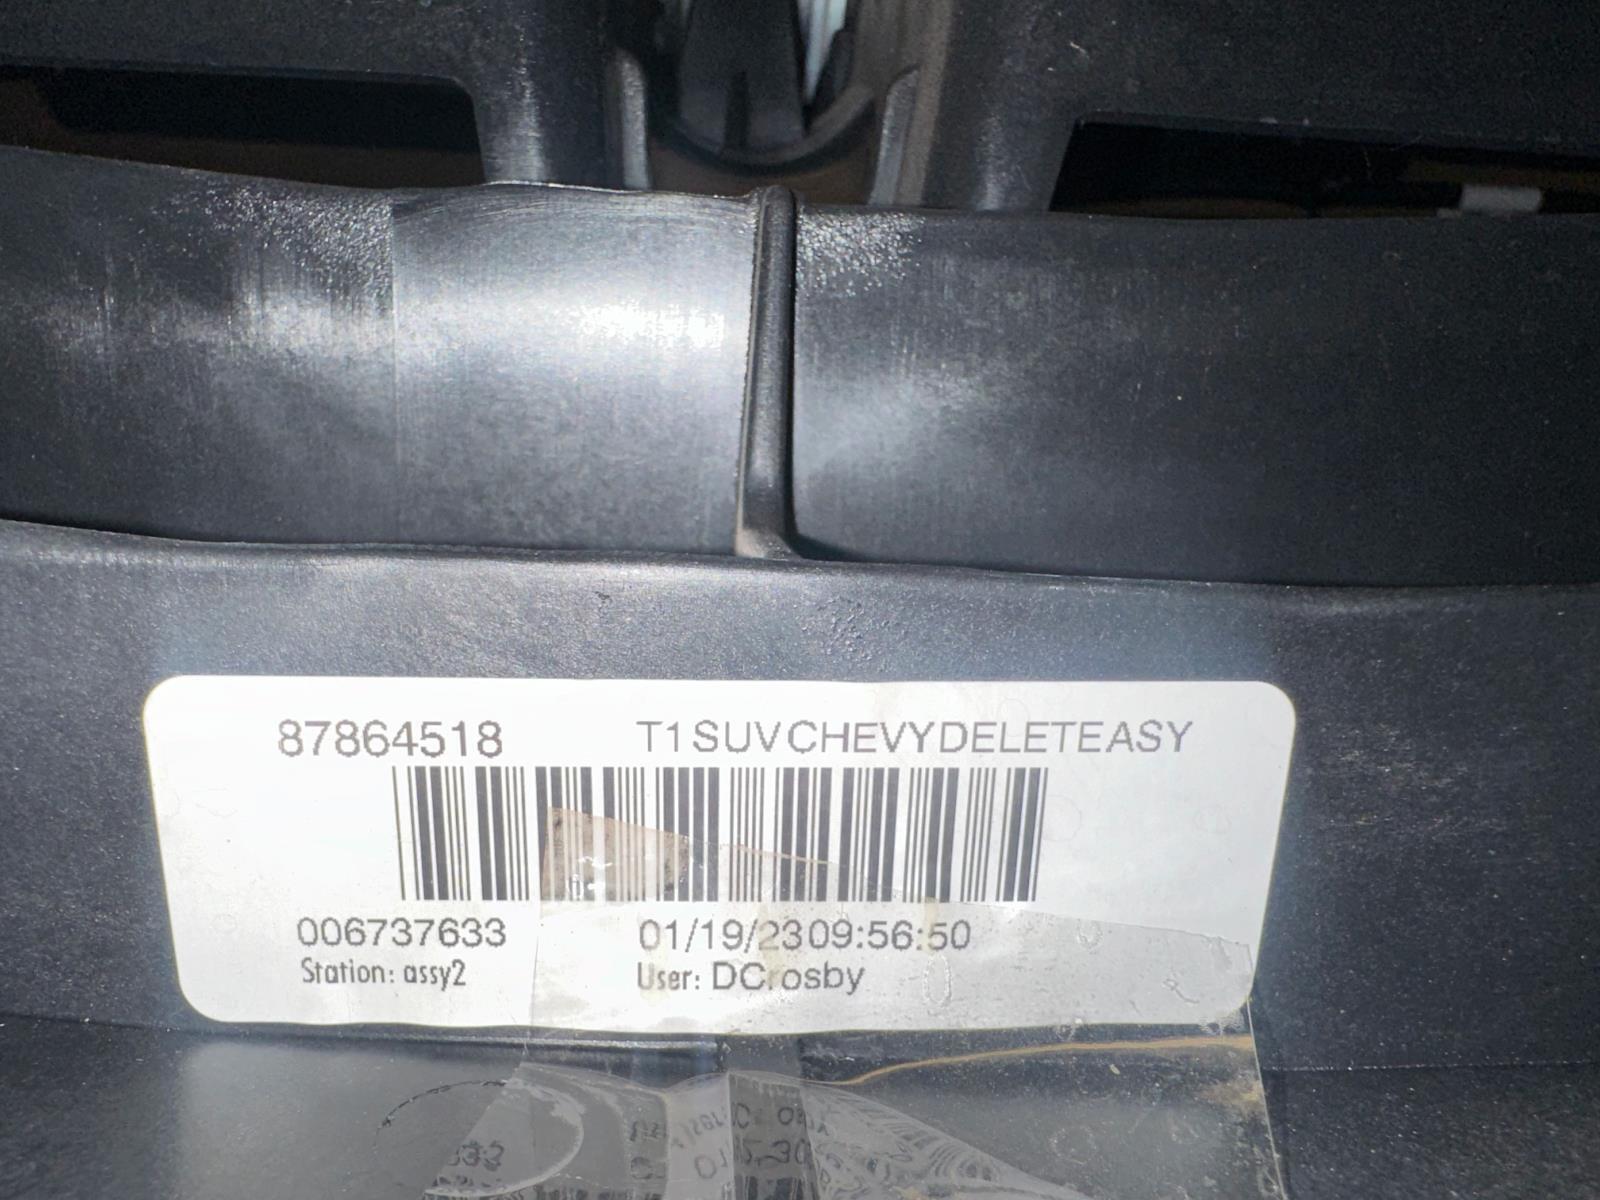 87864518 T1SUVCHEVYDELETEASY
006737633 01/19/2309:56:50
Station: assy2 User: DCrosby